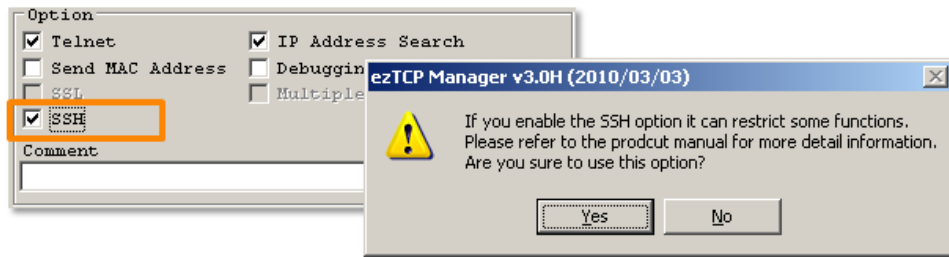 Option
Telnet
IP Address Search
Send MAC Address
Debuggin
SSL
Multiple
SSH
Comment
ezTCP Manager v3.0H (2010/03/03)
If you enable the SSH option it can restrict some functions.
Please refer to the prodcut manual for more detail information.
Are you sure to use this option?
Yes
No